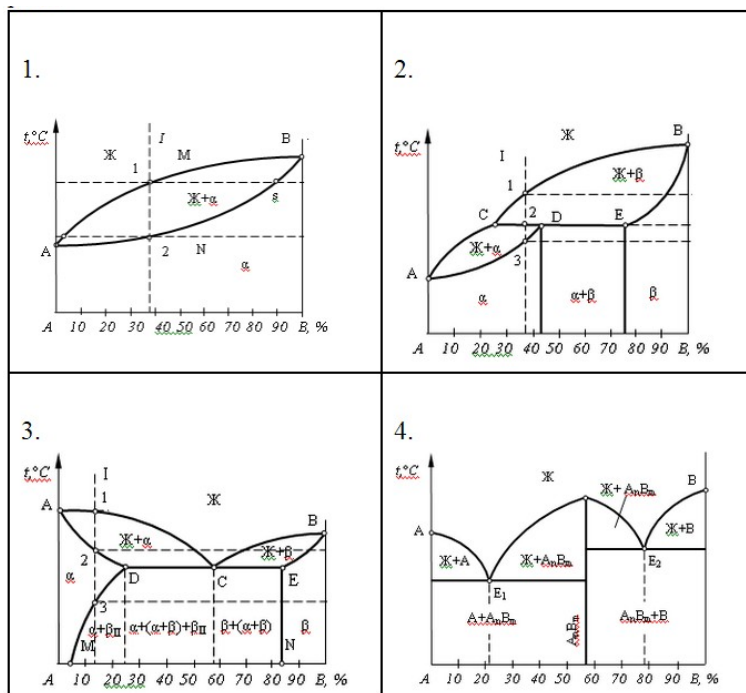 1.
t,°C
Ж M B
I
1
Ж+α s
A 2 N
α
A 10 20 30 40 50 60 70 80 90 B, %
2.
t,°C
Ж B
I
1 Ж+β
C 2 D E
Ж+α
3
A
α α+β β
A 10 20 30 40 50 60 70 80 90 B, %
3.
t,°C
I
A 1 Ж
B
Ж+α Ж+β
2
α D C E
3
α+βII α+(α+β)+βII β+(α+β) β
M N
A 10 20 30 40 50 60 70 80 90 B, %
4.
t,°C
Ж Ж+AnBm B
A
Ж+A Ж+AnBm Ж+B
E1 E2
A+AnBm AnBm AnBm+B
A 10 20 30 40 50 60 70 80 90 B, %